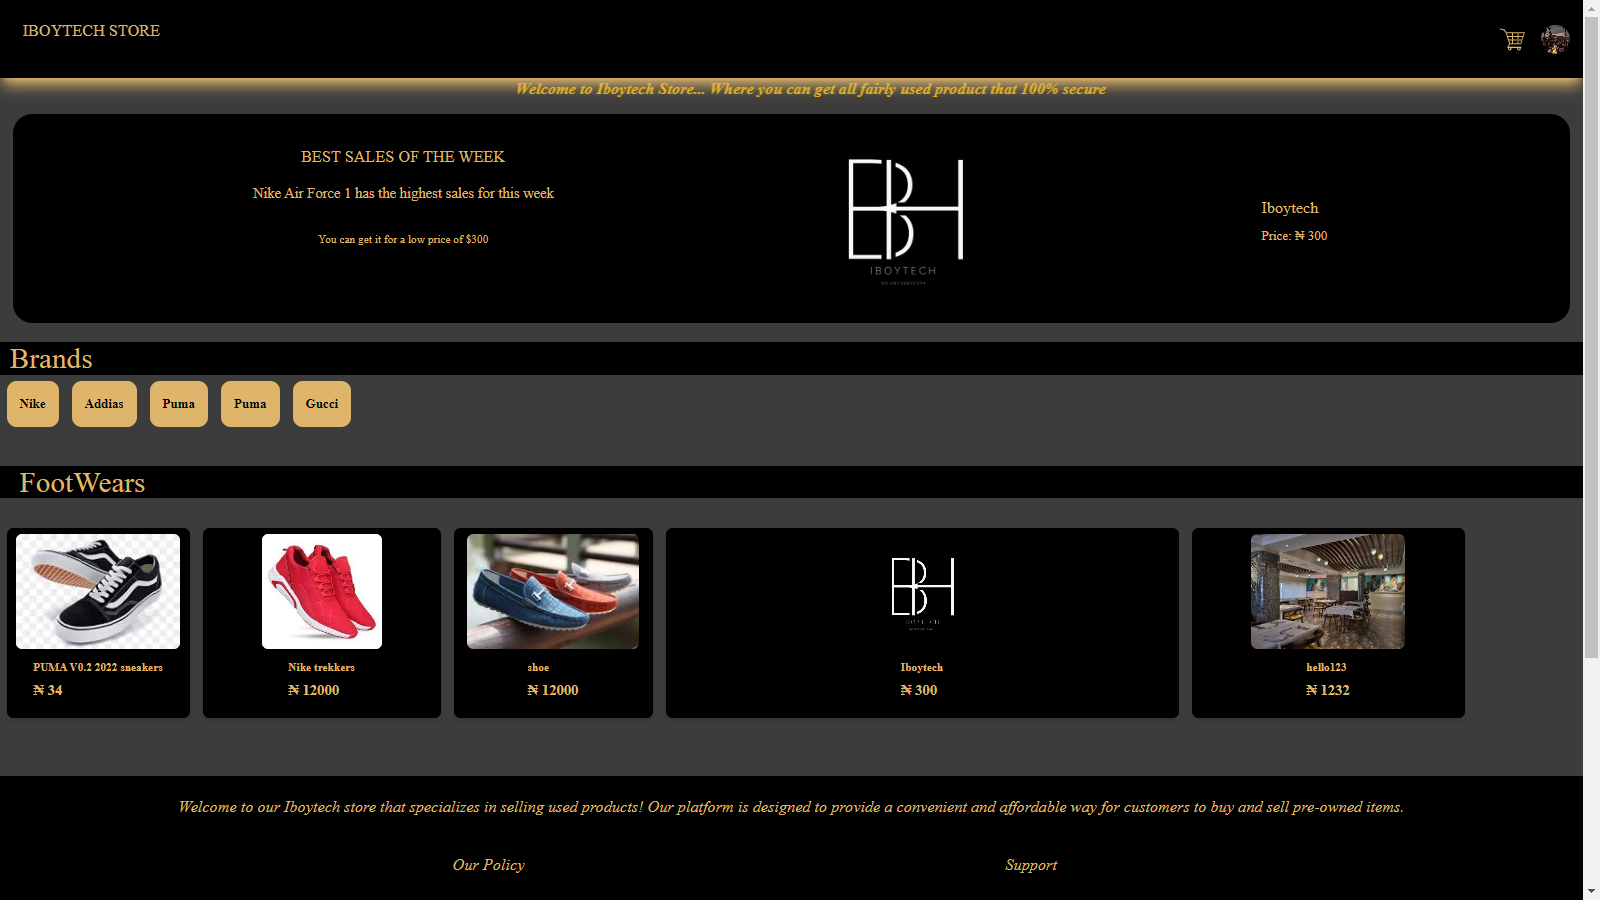 IBOYTECH STORE
Welcome to Iboytech Store... Where you can get all fairly used product that 100% secure
BEST SALES OF THE WEEK
Nike Air Force 1 has the highest sales for this week
You can get it for a low price of $300
IBOYTECH
Iboytech
Price: ₦ 300
Brands
Nike
Addias
Puma
Puma
Gucci
FootWears
PUMA V0.2 2022 sneakers
₦ 34
Nike trekkers
₦ 12000
shoe
₦ 12000
IBOYTECH
Iboytech
₦ 300
hello123
₦ 1232
Welcome to our Iboytech store that specializes in selling used products! Our platform is designed to provide a convenient and affordable way for customers to buy and sell pre-owned items.
Our Policy
Support